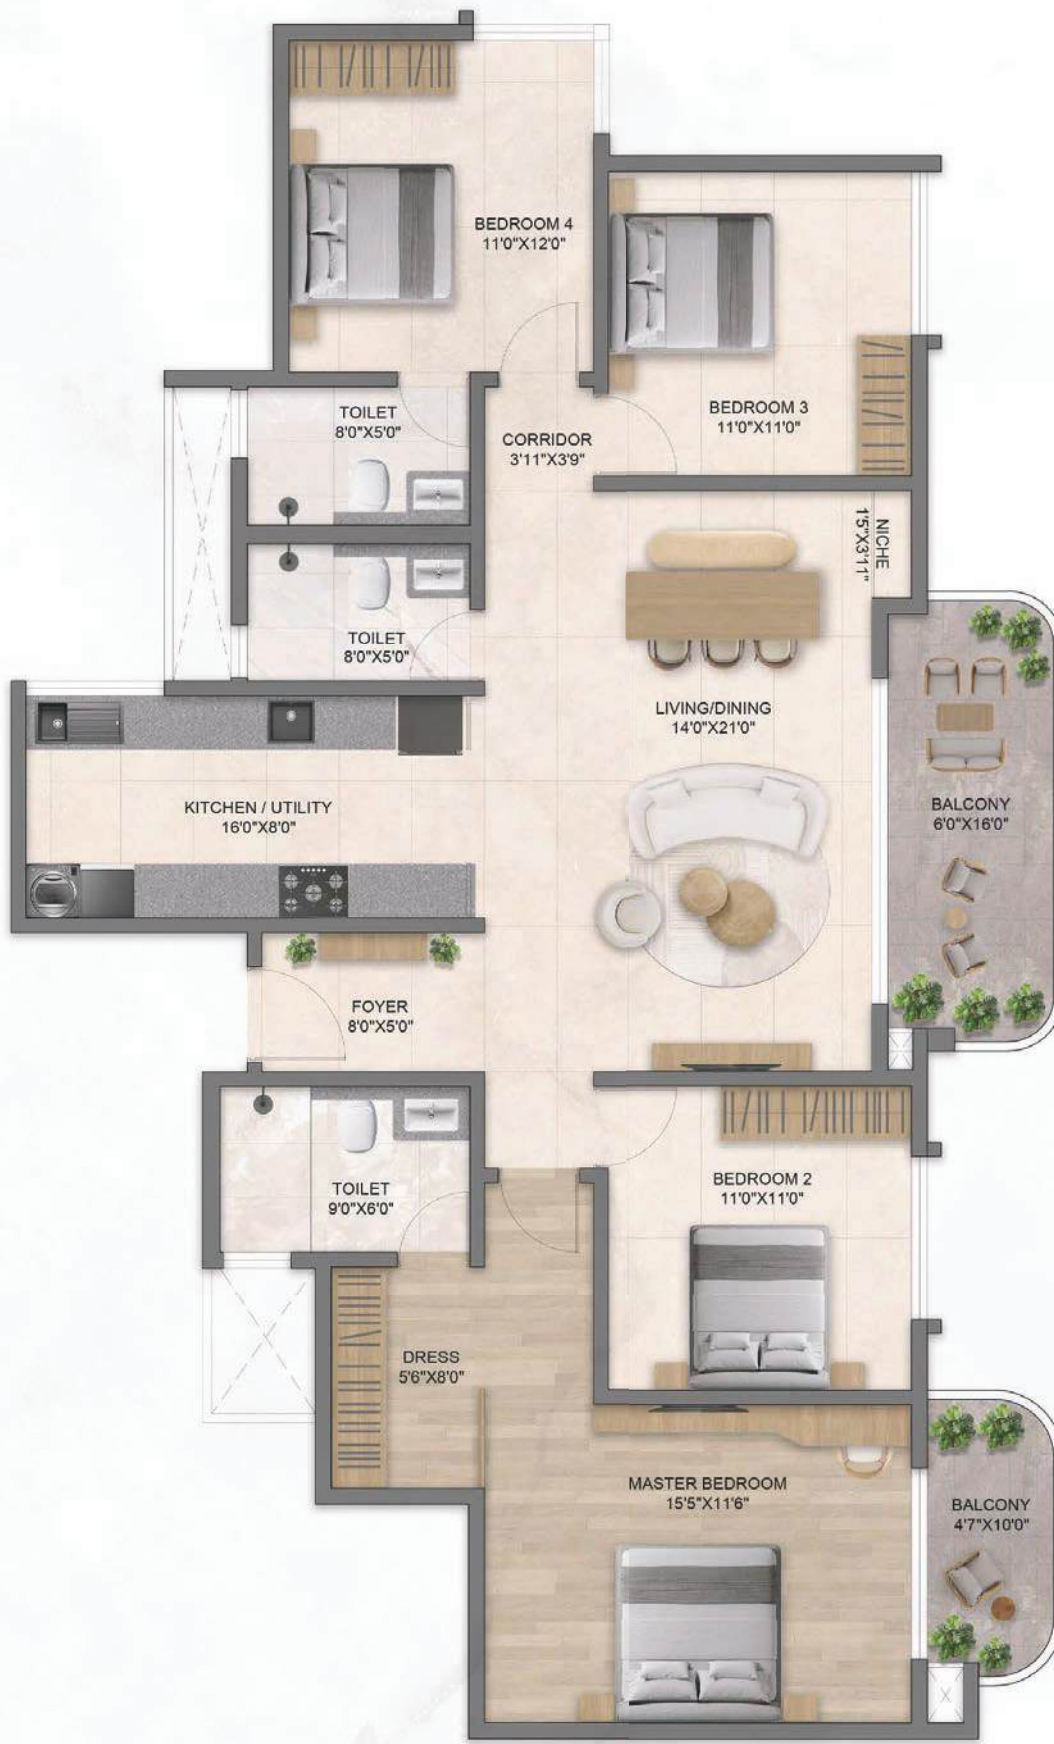 BEDROOM 4
11'0"X12'0"
BEDROOM 3
11'0"X11'0"
TOILET
8'0"X5'0"
CORRIDOR
3'11"X3'9"
NICHE
1'5"X3'11"
TOILET
8'0"X5'0"
LIVING/DINING
14'0"X21'0"
KITCHEN / UTILITY
16'0"X8'0"
BALCONY
6'0"X16'0"
FOYER
8'0"X5'0"
TOILET
9'0"X6'0"
BEDROOM 2
11'0"X11'0"
DRESS
5'6"X8'0"
MASTER BEDROOM
15'5"X11'6"
BALCONY
4'7"X10'0"